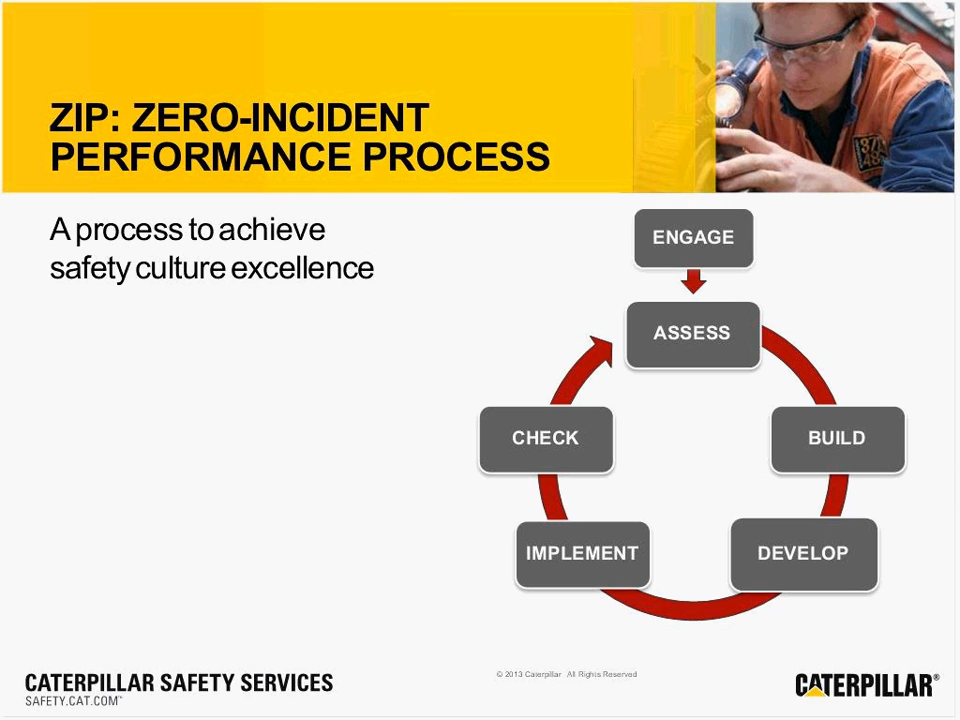 ZIP: ZERO-INCIDENT
PERFORMANCE PROCESS
A process to achieve
safety culture excellence
ENGAGE
ASSESS
CHECK
BUILD
IMPLEMENT
DEVELOP
CATERPILLAR SAFETY SERVICES
SAFETY.CAT.COM™
© 2013 Caterpillar All Rights Reserved
CATERPILLAR®